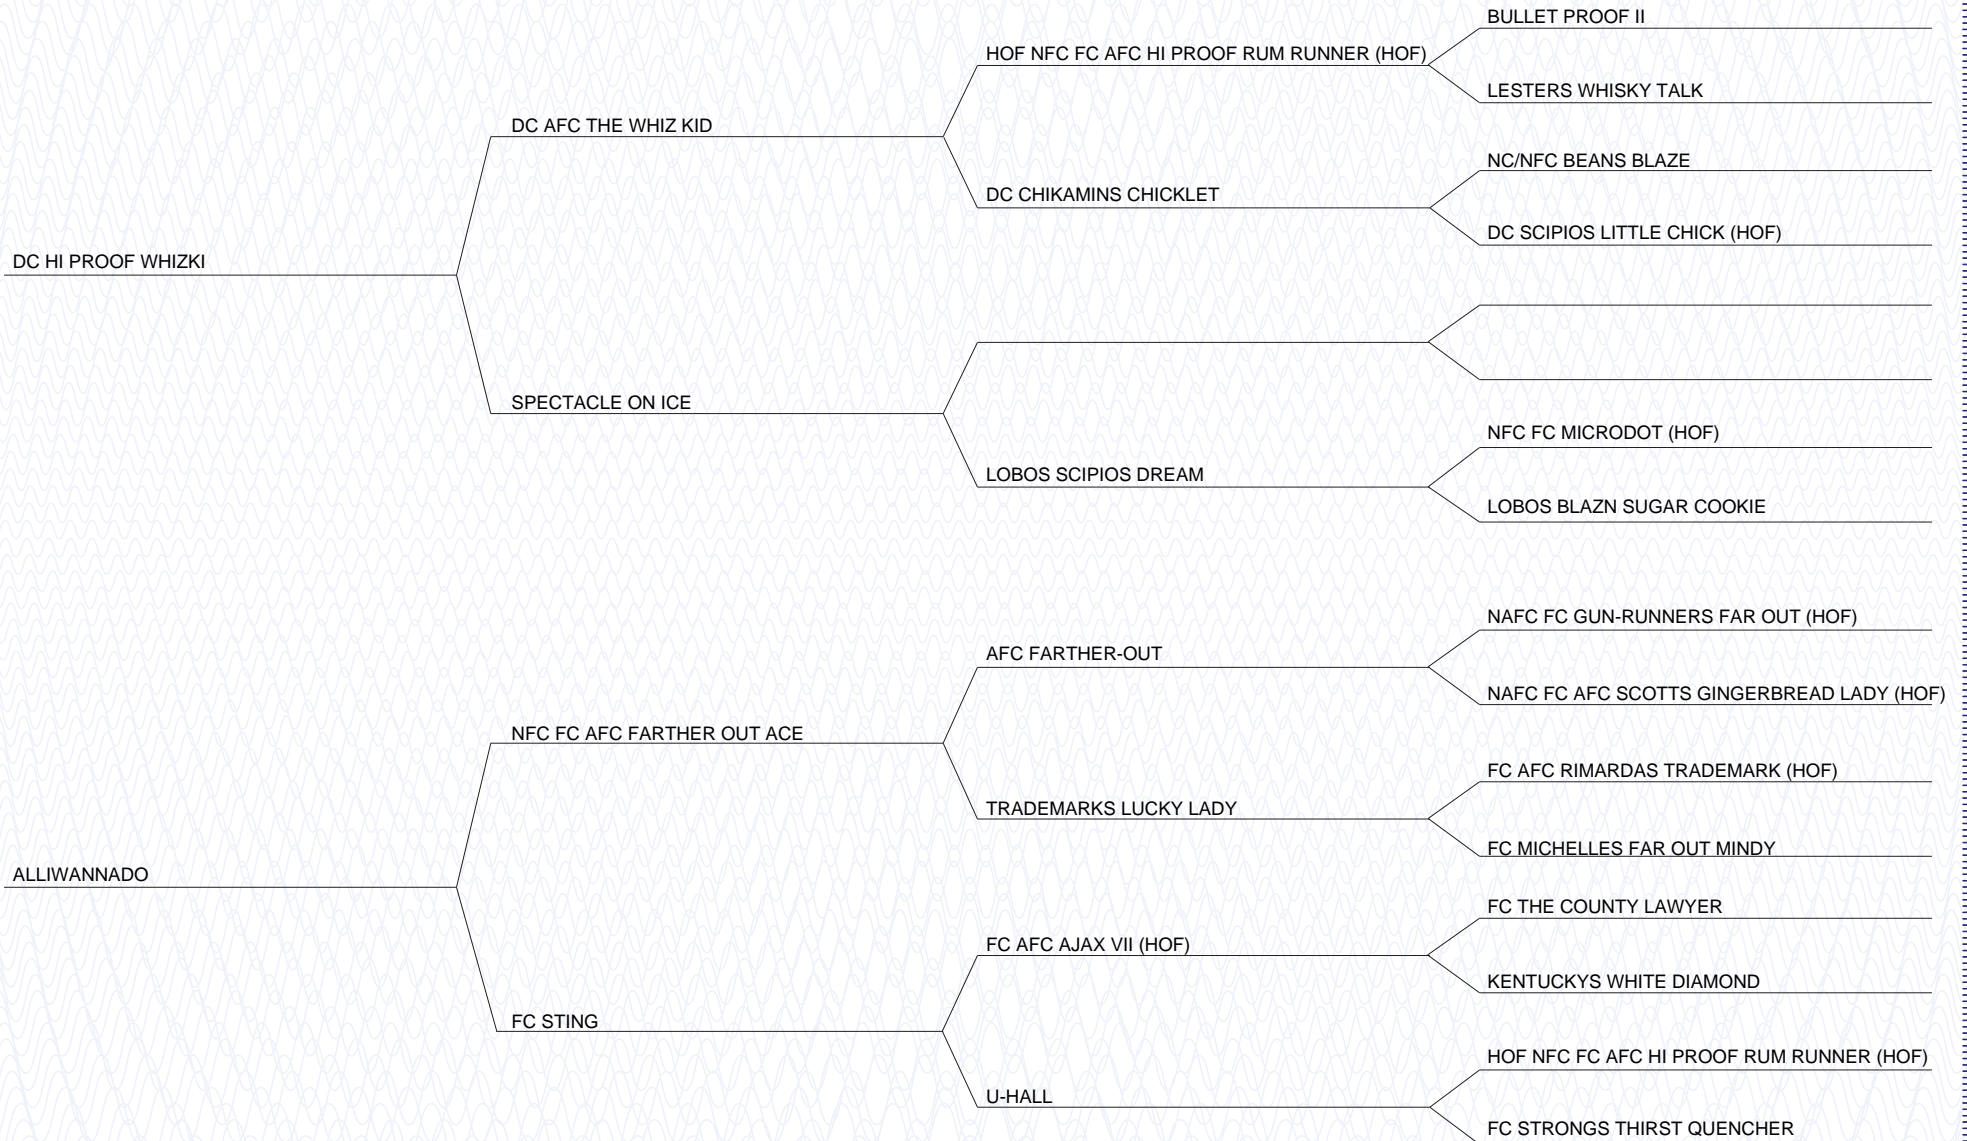 BULLET PROOF II
HOF NFC FC AFC HI PROOF RUM RUNNER (HOF)
LESTERS WHISKY TALK
DC AFC THE WHIZ KID
NC/NFC BEANS BLAZE
DC CHIKAMINS CHICKLET
DC SCIPIOS LITTLE CHICK (HOF)
DC HI PROOF WHIZKI
SPECTACLE ON ICE
NFC FC MICRODOT (HOF)
LOBOS SCIPIOS DREAM
LOBOS BLAZN SUGAR COOKIE
NAFC FC GUN-RUNNERS FAR OUT (HOF)
AFC FARTHER-OUT
NAFC FC AFC SCOTTS GINGERBREAD LADY (HOF)
NFC FC AFC FARTHER OUT ACE
FC AFC RIMARDAS TRADEMARK (HOF)
TRADEMARKS LUCKY LADY
FC MICHELLES FAR OUT MINDY
ALLIWANNADO
FC THE COUNTY LAWYER
FC AFC AJAX VII (HOF)
KENTUCKYS WHITE DIAMOND
FC STING
HOF NFC FC AFC HI PROOF RUM RUNNER (HOF)
U-HALL
FC STRONGS THIRST QUENCHER